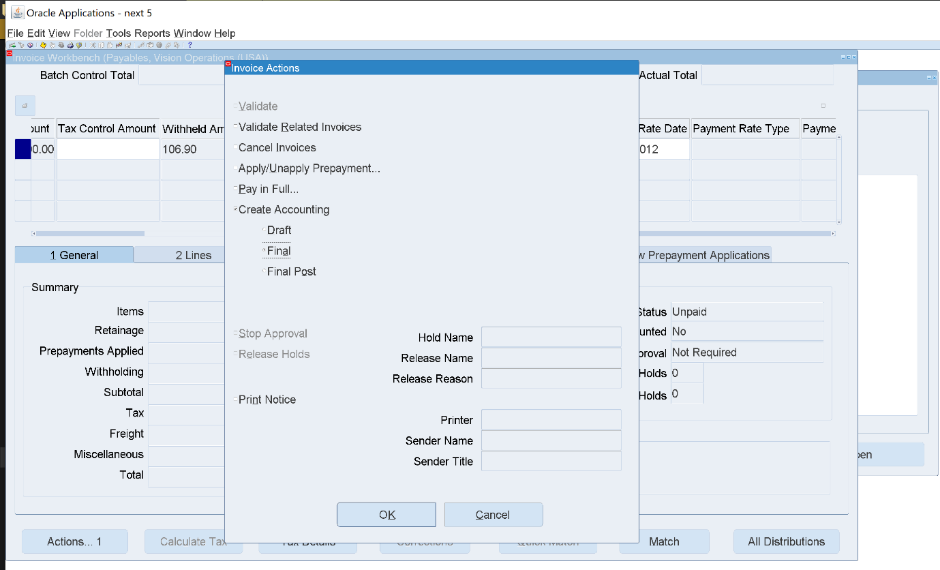 Oracle Applications - next 5
File Edit View Folder Tools Reports Window Help
Invoice Workbench (Payables, Vision Operations (USA))
Invoice Actions
Batch Control Total
Actual Total
Validate
Validate Related Invoices
ount Tax Control Amount Withheld Am
Rate Date Payment Rate Type Payme
Cancel Invoices
0.00 106.90
012
Apply/Unapply Prepayment...
Pay in Full...
Create Accounting
Draft
Final
Final Post
1 General 2 Lines
w Prepayment Applications
Summary
Items
Retainage
Prepayments Applied
Withholding
Subtotal
Tax
Freight
Miscellaneous
Total
Stop Approval
Release Holds
Print Notice
Hold Name
Release Name
Release Reason
Printer
Sender Name
Sender Title
Status Unpaid
unted No
proval Not Required
Holds 0
Holds 0
OK Cancel
Actions... 1 Calculate Tax Tax Details Corrections Quick Match Match All Distributions